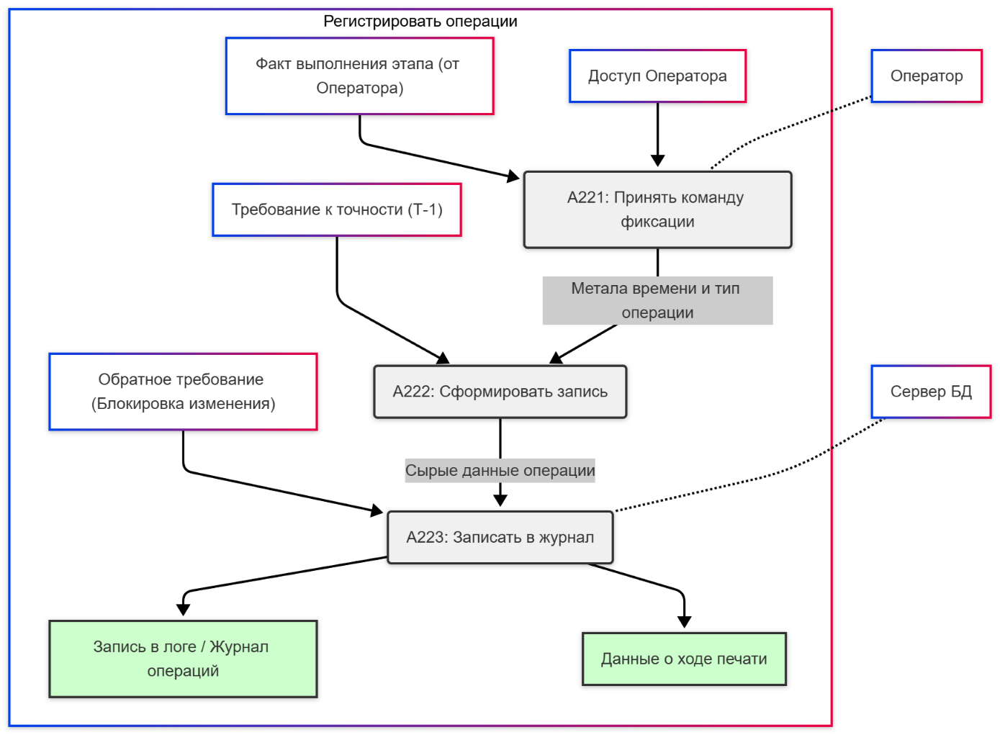 Регистрировать операции
Факт выполнения этапа (от
Оператора)
Доступ Оператора
Оператор
A221: Принять команду
фиксации
Требование к точности (Т-1)
Метала времени и тип
операции
Обратное требование
(Блокировка изменения)
A222: Сформировать запись
Сервер БД
Сырые данные операции
A223: Записать в журнал
Запись в логе / Журнал
операций
Данные о ходе печати